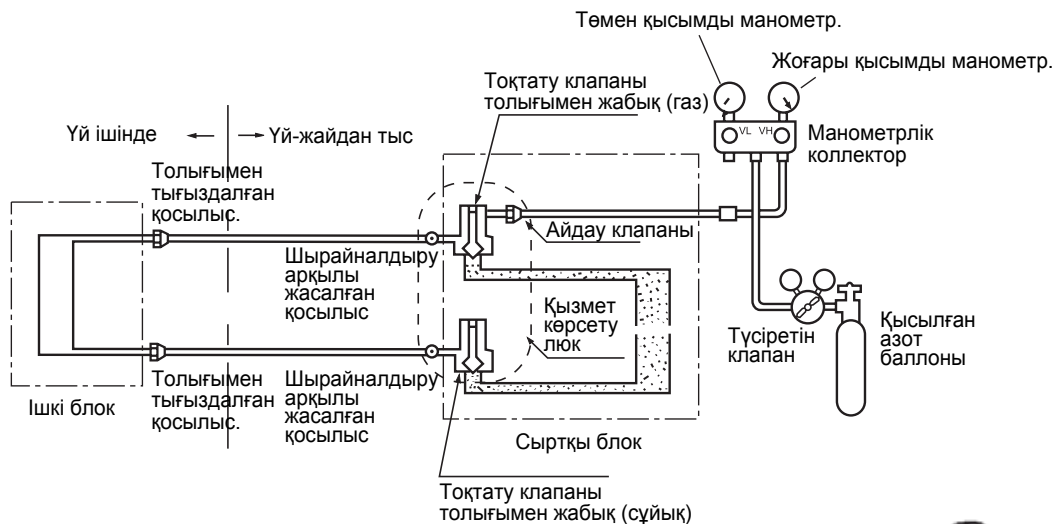 Төмен қысымды манометр.
Жоғары қысымды манометр.
Тоқтату клапаны
толығымен жабық (газ)
VL VH
Манометрлік
коллектор
Үй ішінде
Үй-жайдан тыс
Толығымен
тығыздалған
қосылыс.
Айдау клапаны
Шырайналдыру
арқылы
жасалған
қосылыс
Қызмет
көрсету
люк
Түсіретін
клапан
Қысылған
азот
баллоны
Ішкі блок
Толығымен
тығыздалған
қосылыс.
Шырайналдыру
арқылы
жасалған
қосылыс
Сыртқы блок
Тоқтату клапаны
толығымен жабық (сұйық)